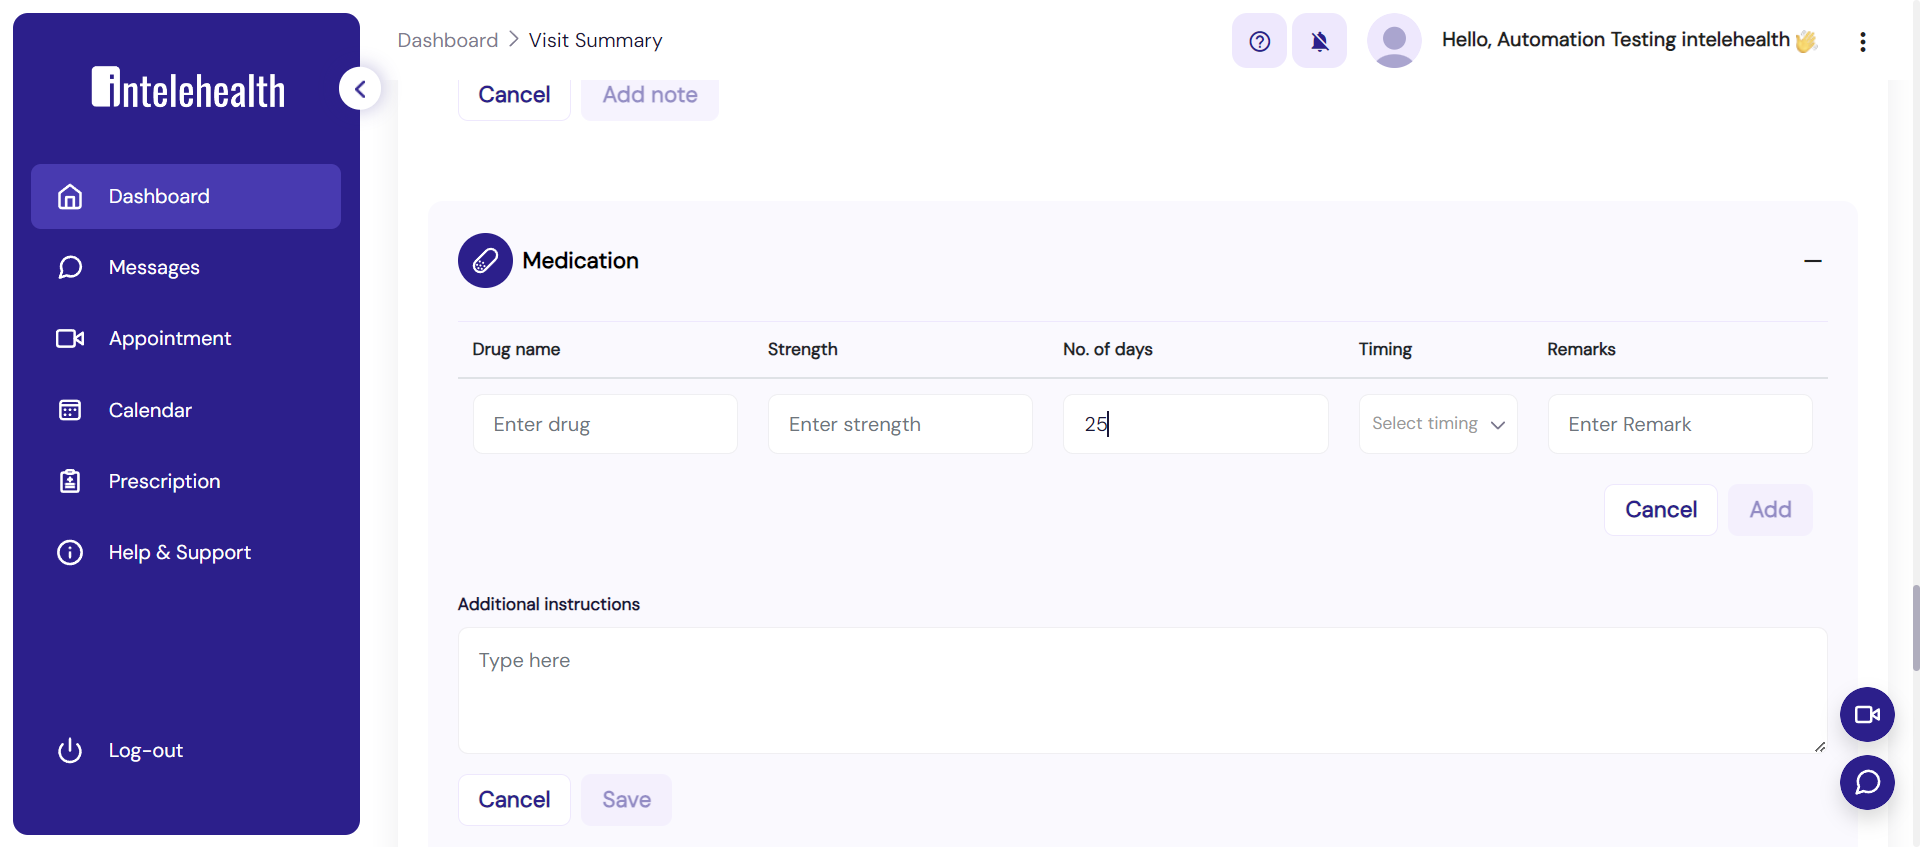 intelehealth
Dashboard
Messages
Appointment
Calendar
Prescription
Help & Support
Log-out
Dashboard > Visit Summary
Hello, Automation Testing intelehealth 👋
Cancel Add note
Medication
Drug name Strength No. of days Timing Remarks
Enter drug Enter strength 25 Select timing Enter Remark
Cancel Add
Additional instructions
Type here
Cancel Save